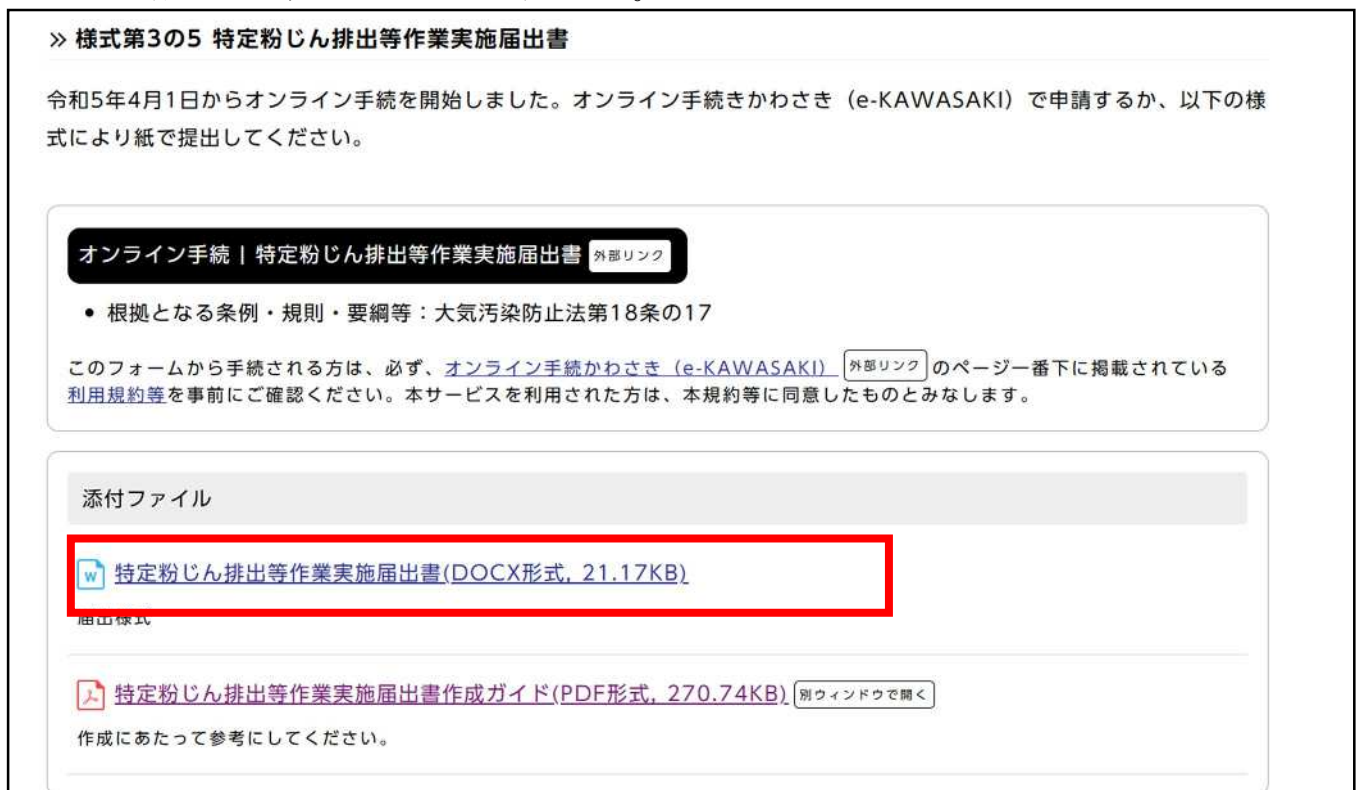 » 様式第3の5 特定粉じん排出等作業実施届出書
令和5年4月1日からオンライン手続を開始しました。オンライン手続きかわさき（e-KAWASAKI）で申請するか、以下の様
式により紙で提出してください。
オンライン手続 | 特定粉じん排出等作業実施届出書 外部リンク
• 根拠となる条例・規則・要綱等：大気汚染防止法第18条の17
このフォームから手続される方は、必ず、オンライン手続かわさき（e-KAWASAKI） 外部リンク のページ一番下に掲載されている
利用規約等を事前にご確認ください。本サービスを利用された方は、本規約等に同意したものとみなします。
添付ファイル
特定粉じん排出等作業実施届出書(DOCX形式, 21.17KB)
届出様式
特定粉じん排出等作業実施届出書作成ガイド(PDF形式, 270.74KB) 別ウィンドウで開く
作成にあたって参考にしてください。